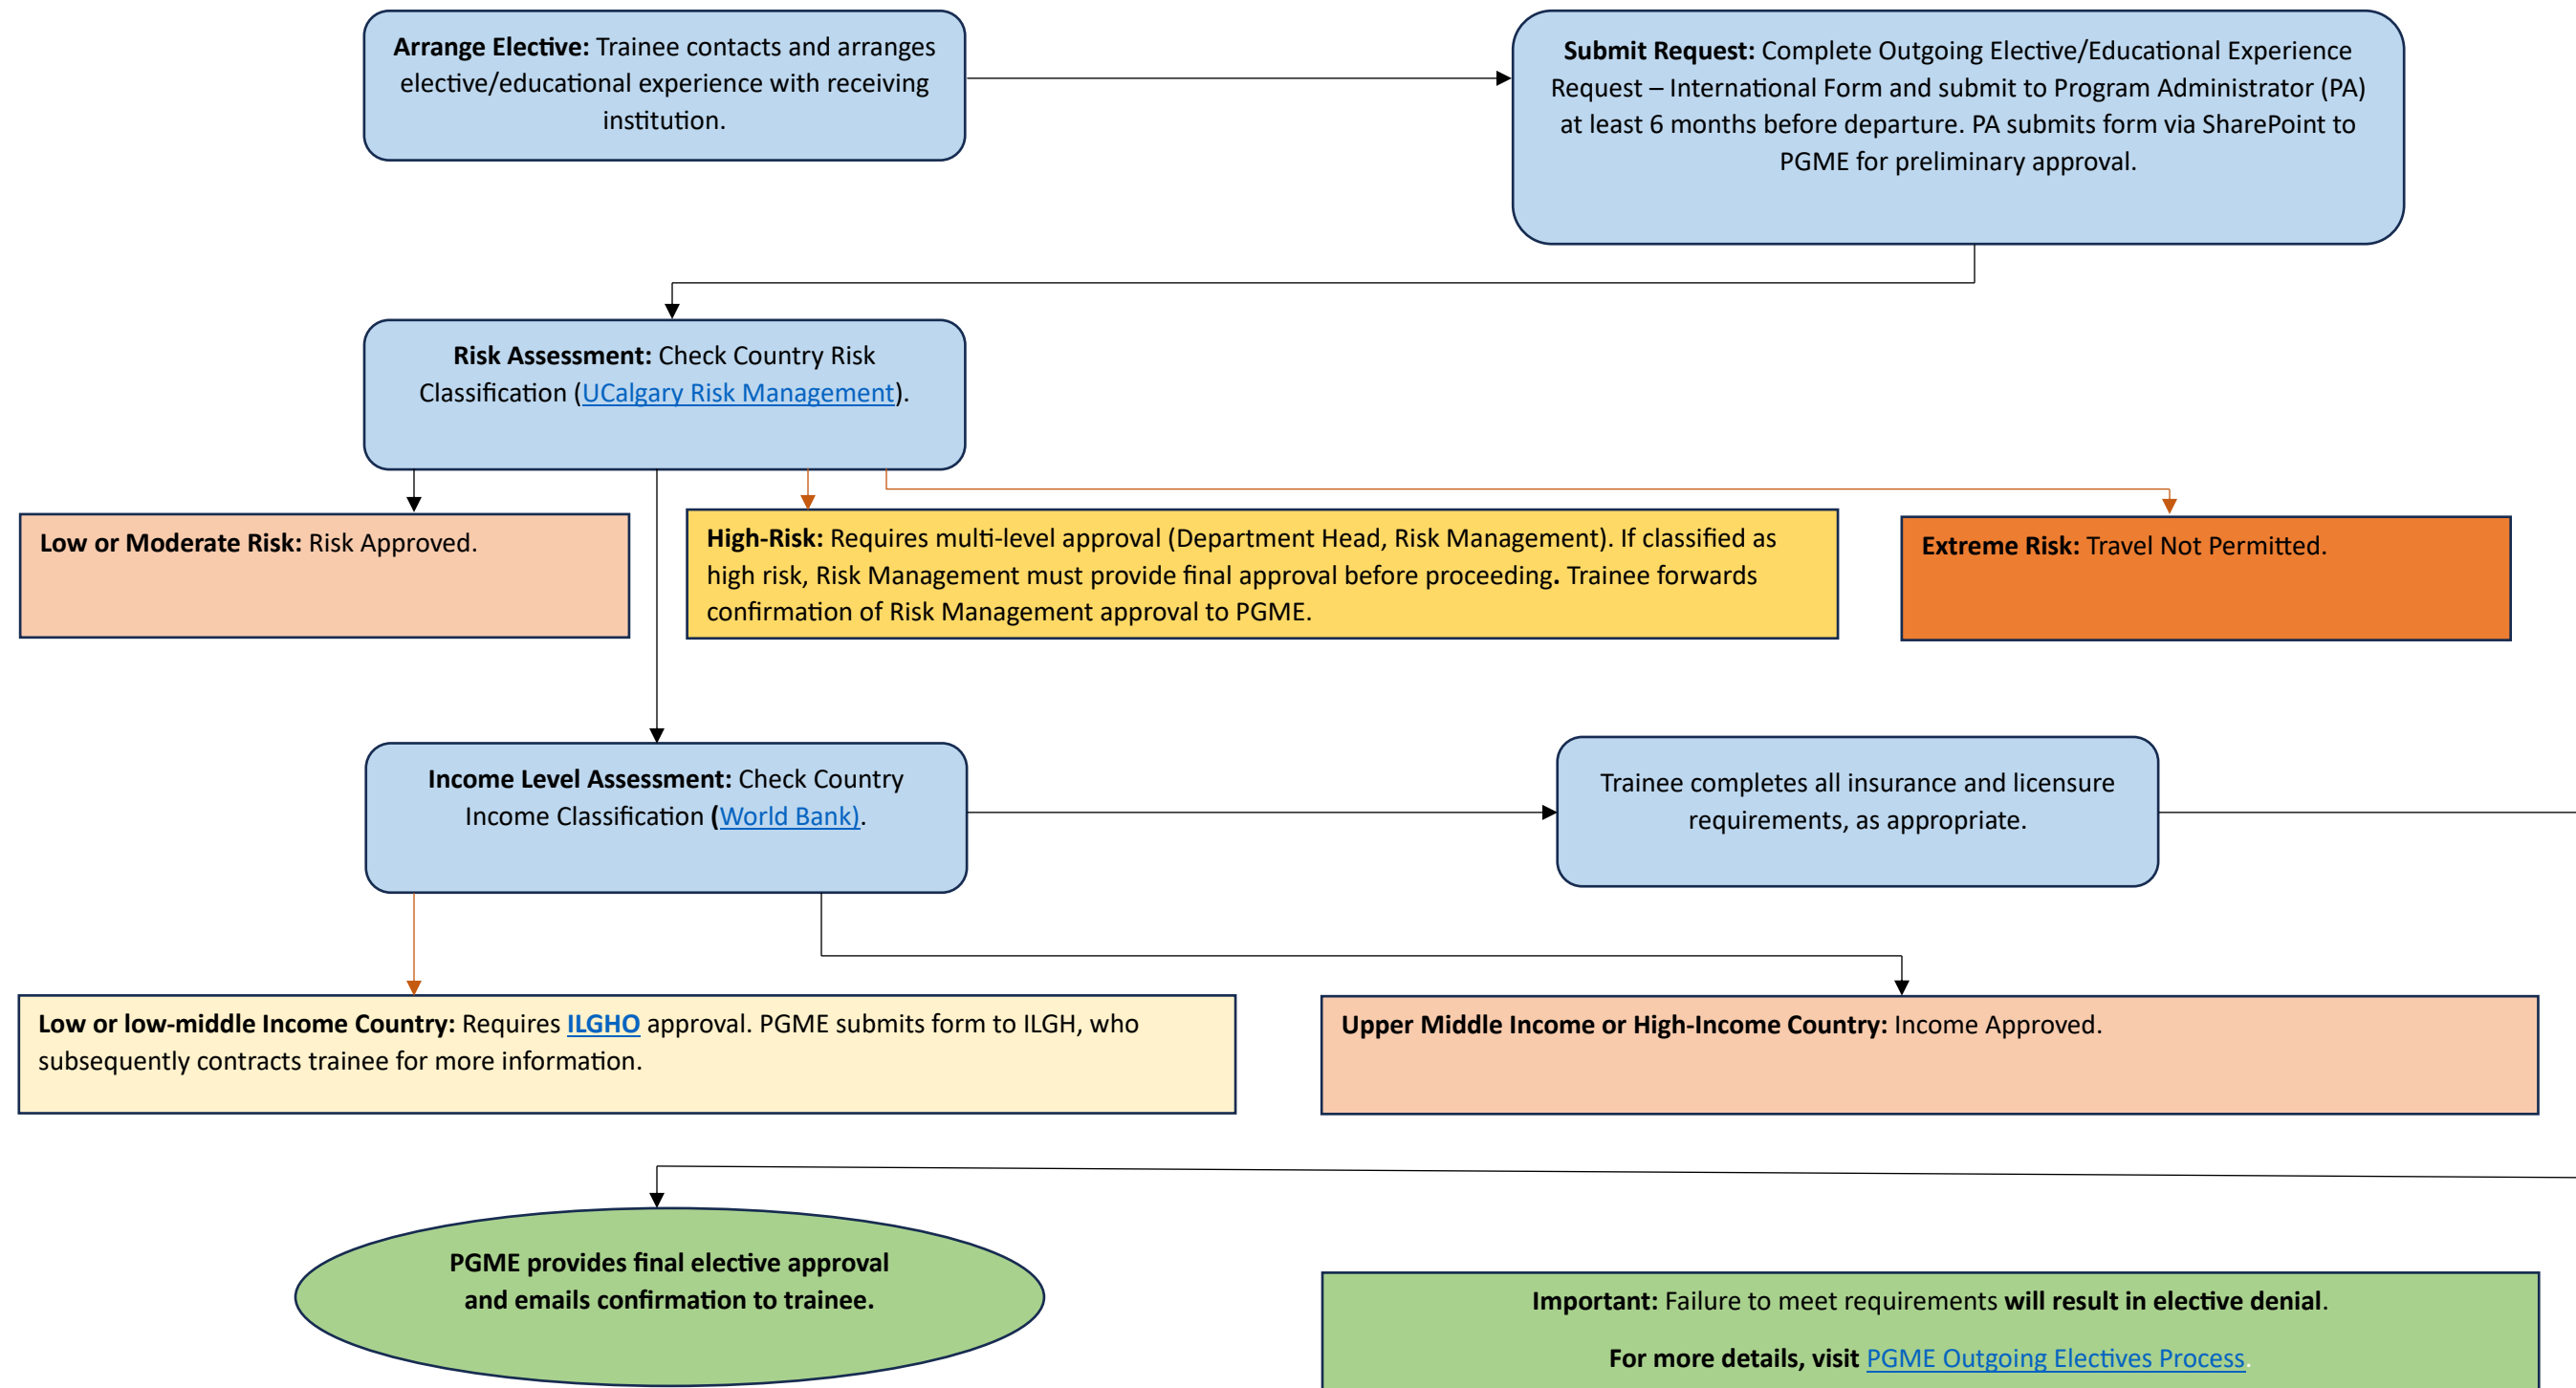 Arrange Elective: Trainee contacts and arranges
elective/educational experience with receiving
institution.
Submit Request: Complete Outgoing Elective/Educational Experience
Request – International Form and submit to Program Administrator (PA)
at least 6 months before departure. PA submits form via SharePoint to
PGME for preliminary approval.
Risk Assessment: Check Country Risk
Classification (UCalgary Risk Management).
Low or Moderate Risk: Risk Approved.
High-Risk: Requires multi-level approval (Department Head, Risk Management). If classified as
high risk, Risk Management must provide final approval before proceeding. Trainee forwards
confirmation of Risk Management approval to PGME.
Extreme Risk: Travel Not Permitted.
Income Level Assessment: Check Country
Income Classification (World Bank).
Trainee completes all insurance and licensure
requirements, as appropriate.
Low or low-middle Income Country: Requires ILGHO approval. PGME submits form to ILGH, who
subsequently contracts trainee for more information.
Upper Middle Income or High-Income Country: Income Approved.
PGME provides final elective approval
and emails confirmation to trainee.
Important: Failure to meet requirements will result in elective denial.
For more details, visit PGME Outgoing Electives Process.